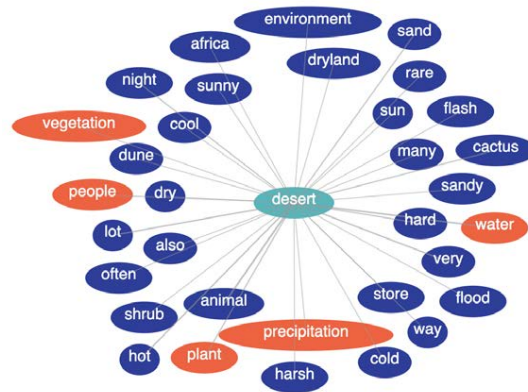 environment
sand
africa
dryland
rare
night
sunny
sun
flash
vegetation
cool
cactus
dune
many
sandy
people
dry
desert
hard
water
lot
also
very
often
animal
store
flood
shrub
precipitation
way
hot
plant
cold
harsh